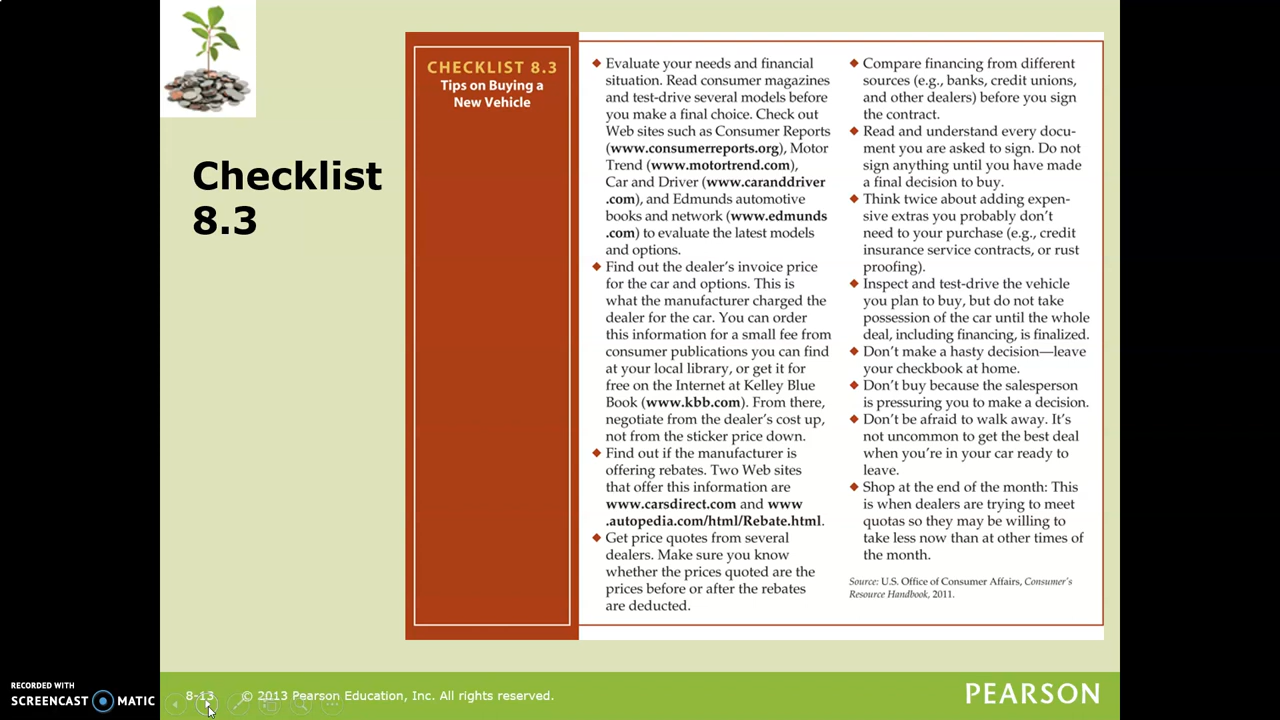 Checklist
8.3
CHECKLIST 8.3
Tips on Buying a
New Vehicle
Evaluate your needs and financial
situation. Read consumer magazines
and test-drive several models before
you make a final choice. Check out
Web sites such as Consumer Reports
(www.consumerreports.org), Motor
Trend (www.motortrend.com),
Car and Driver (www.caranddriver
.com), and Edmunds automotive
books and network (www.edmunds
.com) to evaluate the latest models
and options.
Find out the dealer's invoice price
for the car and options. This is
what the manufacturer charged the
dealer for the car. You can order
this information for a small fee from
consumer publications you can find
at your local library, or get it for
free on the Internet at Kelley Blue
Book (www.kbb.com). From there,
negotiate from the dealer's cost up,
not from the sticker price down.
Find out if the manufacturer is
offering rebates. Two Web sites
that offer this information are
www.carsdirect.com and www
.autopedia.com/html/Rebate.html.
Get price quotes from several
dealers. Make sure you know
whether the prices quoted are the
prices before or after the rebates
are deducted.
Compare financing from different
sources (e.g., banks, credit unions,
and other dealers) before you sign
the contract.
Read and understand every docu-
ment you are asked to sign. Do not
sign anything until you have made
a final decision to buy.
Think twice about adding expen-
sive extras you probably don't
need to your purchase (e.g., credit
insurance service contracts, or rust
proofing).
Inspect and test-drive the vehicle
you plan to buy, but do not take
possession of the car until the whole
deal, including financing, is finalized.
Don't make a hasty decision—leave
your checkbook at home.
Don't buy because the salesperson
is pressuring you to make a decision.
Don't be afraid to walk away. It's
not uncommon to get the best deal
when you're in your car ready to
leave.
Shop at the end of the month: This
is when dealers are trying to meet
quotas so they may be willing to
take less now than at other times of
the month.
Source: U.S. Office of Consumer Affairs, Consumer's
Resource Handbook, 2011.
RECORDED WITH
SCREENCAST MATIC
8-13 © 2013 Pearson Education, Inc. All rights reserved.
PEARSON